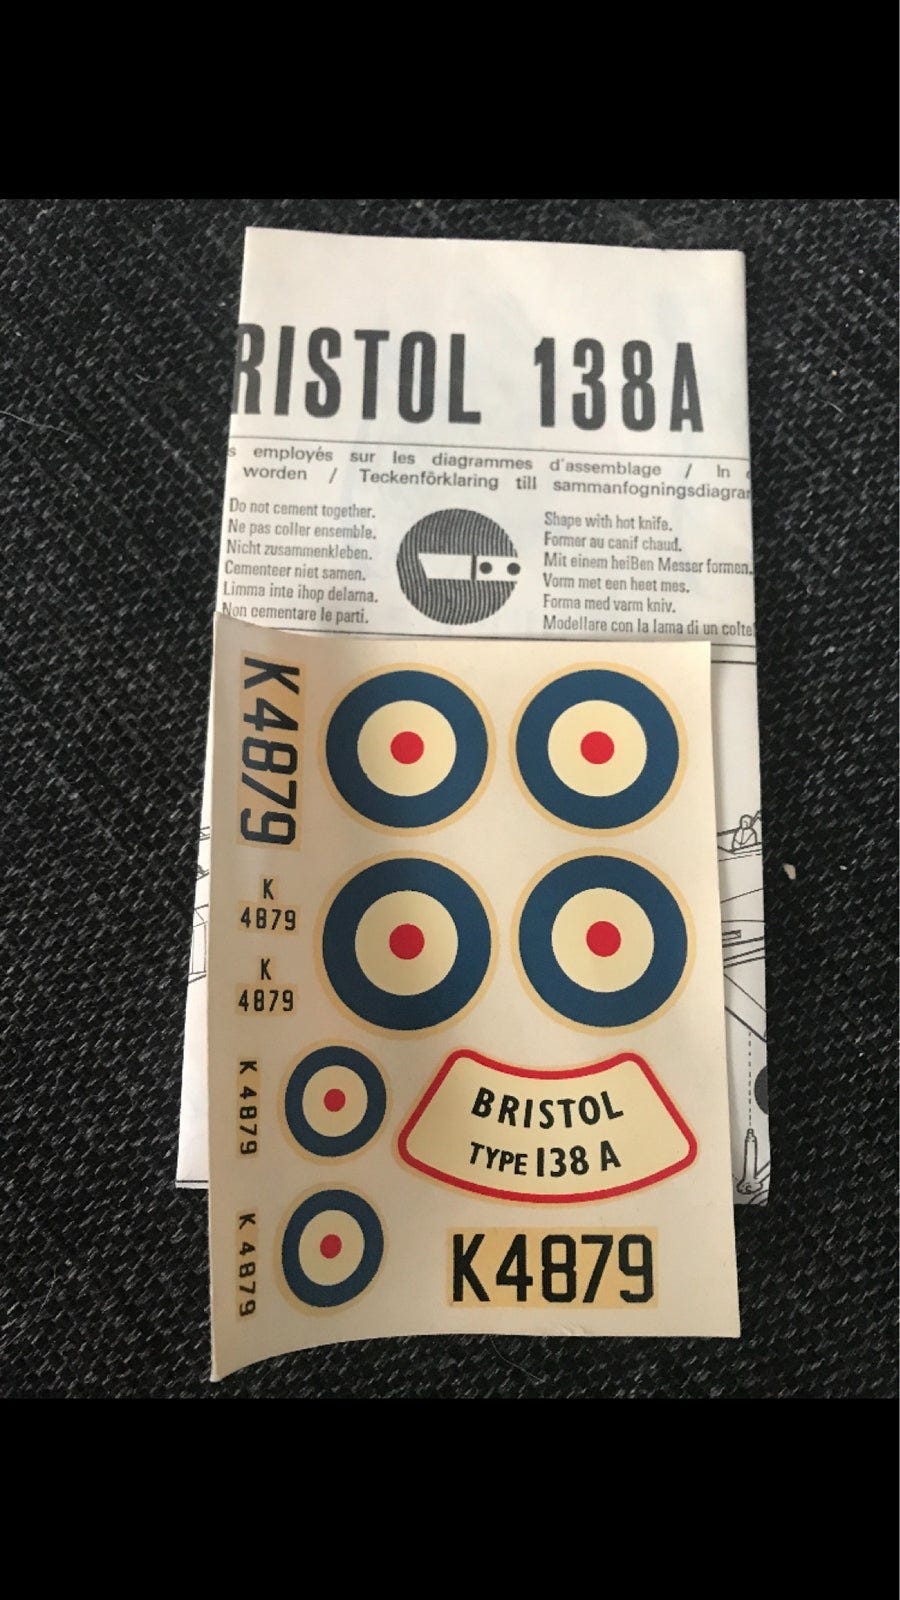 RISTOL 138A
s employés sur les diagrammes d'assemblage / In
worden / Teckenförklaring till sammanfogningsdiagra
Do not cement together.
Ne pas coller ensemble.
Nicht zusammenkleben.
Cementeer niet samen.
Limma inte ihop delarna.
Non cementare le parti.
Shape with hot knife.
Former au canif chaud.
Mit einem heißen Messer formen.
Vorm met een heet mes.
Forma med varm kniv.
Modellare con la lama di un colte
K4879
K
4879
K
4879
K 4879
K 4879
BRISTOL
TYPE 138 A
K4879